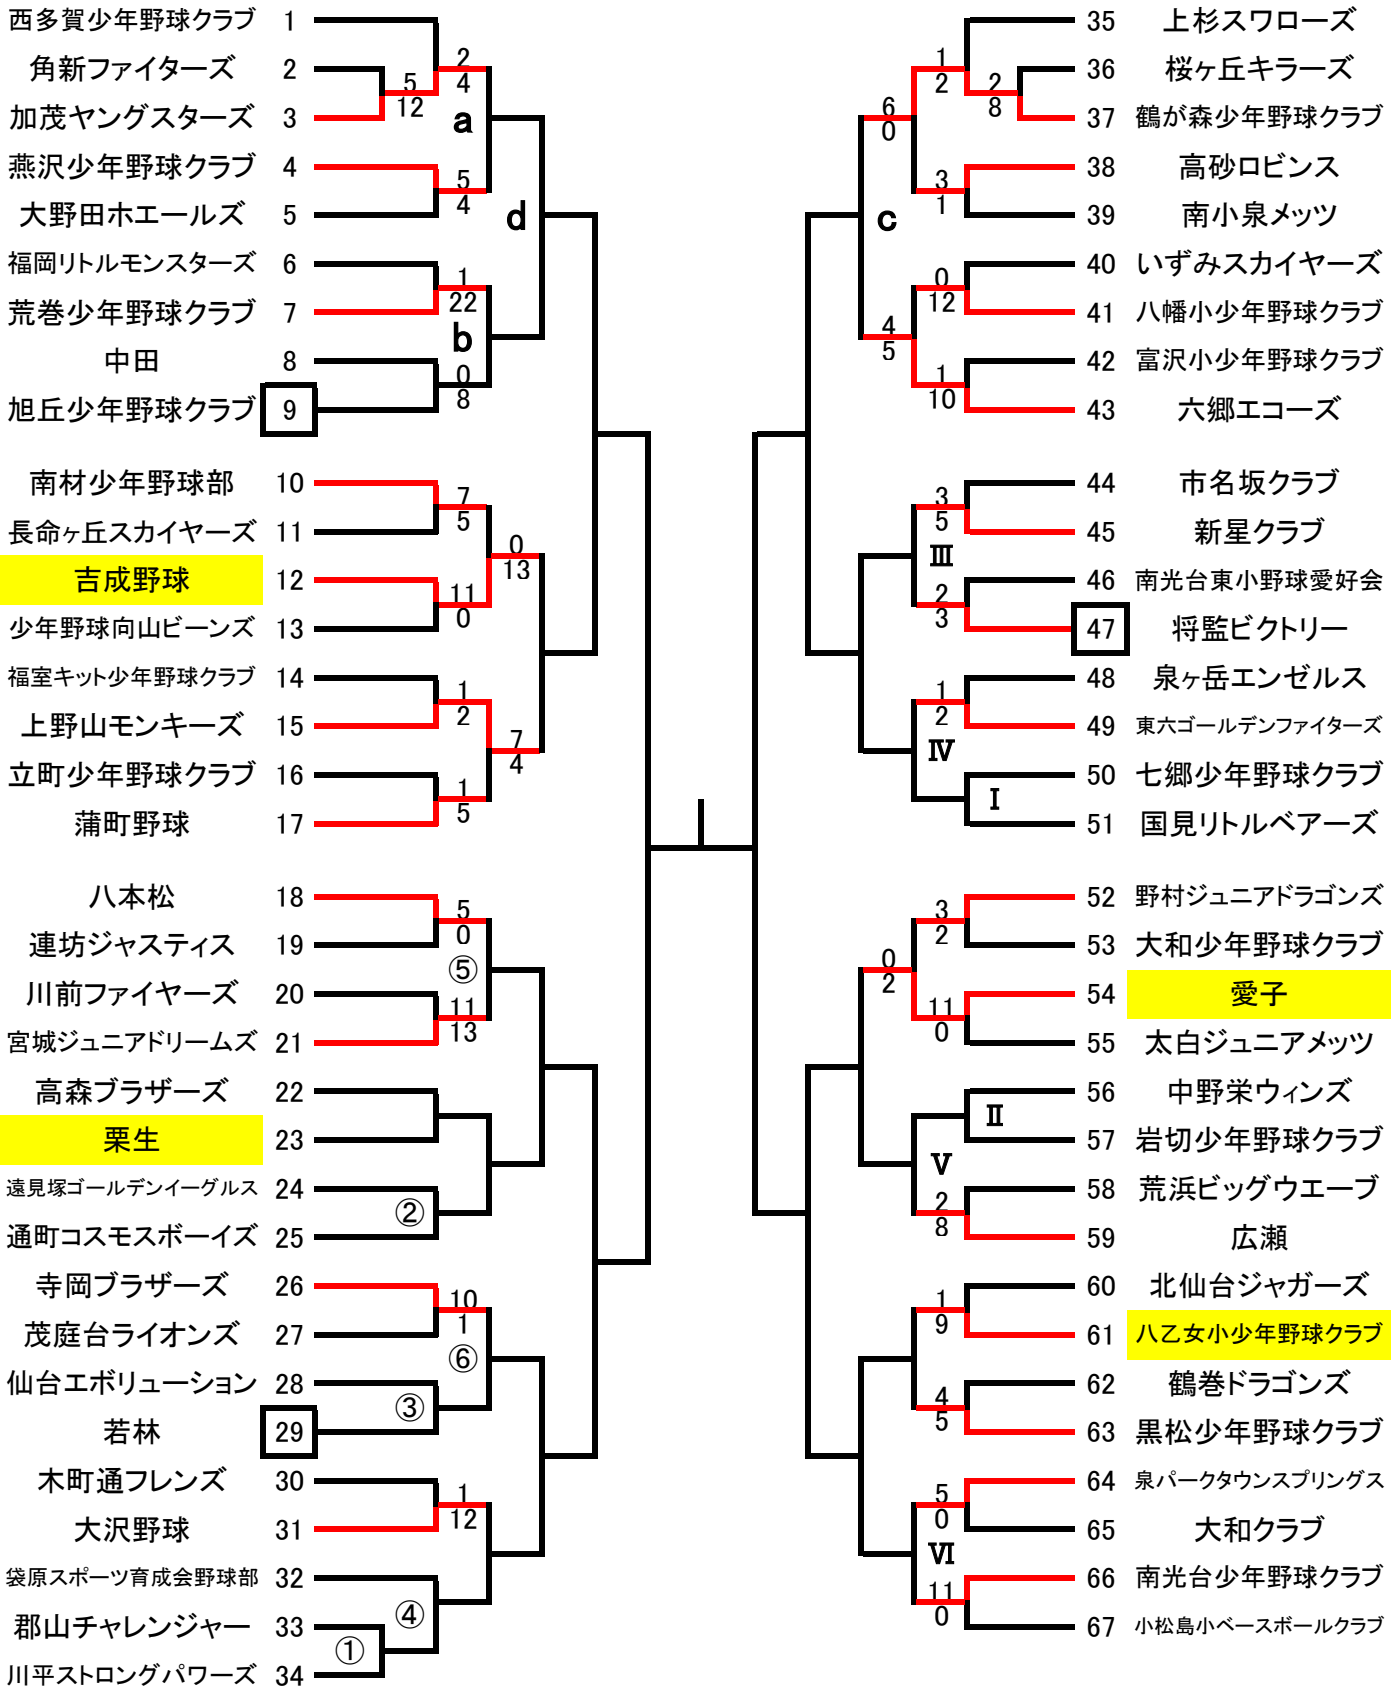 西多賀少年野球クラブ 1
角新ファイターズ 2
加茂ヤングスターズ 3
5
12
2
4
a
燕沢少年野球クラブ 4
大野田ホエールズ 5
5
4
d
福岡リトルモンスターズ 6
荒巻少年野球クラブ 7
1
22
b
中田 8
旭丘少年野球クラブ 9
0
8
南材少年野球部 10
長命ヶ丘スカイヤーズ 11
7
5
吉成野球 12
少年野球向山ビーンズ 13
11
0
0
13
福室キット少年野球クラブ 14
上野山モンキーズ 15
1
2
立町少年野球クラブ 16
蒲町野球 17
1
5
7
4
八本松 18
連坊ジャスティス 19
5
0
⑤
川前ファイヤーズ 20
宮城ジュニアドリームズ 21
11
13
高森ブラザーズ 22
栗生 23
遠見塚ゴールデンイーグルス 24
通町コスモスボーイズ 25
②
寺岡ブラザーズ 26
茂庭台ライオンズ 27
10
1
⑥
仙台エボリューション 28
若林 29
③
木町通フレンズ 30
大沢野球 31
1
12
袋原スポーツ育成会野球部 32
郡山チャレンジャー 33
川平ストロングパワーズ 34
④
①
35 上杉スワローズ
36 桜ヶ丘キラーズ
37 鶴が森少年野球クラブ
2
8
1
2
38 高砂ロビンス
39 南小泉メッツ
3
1
6
0
c
40 いずみスカイヤーズ
41 八幡小少年野球クラブ
0
12
42 富沢小少年野球クラブ
43 六郷エコーズ
1
10
4
5
44 市名坂クラブ
45 新星クラブ
3
5
Ⅲ
46 南光台東小野球愛好会
47 将監ビクトリー
2
3
48 泉ヶ岳エンゼルス
49 東六ゴールデンファイターズ
1
2
Ⅳ
50 七郷少年野球クラブ
51 国見リトルベアーズ
Ⅰ
52 野村ジュニアドラゴンズ
53 大和少年野球クラブ
3
2
54 愛子
55 太白ジュニアメッツ
11
0
0
2
56 中野栄ウィンズ
57 岩切少年野球クラブ
Ⅱ
Ⅴ
58 荒浜ビッグウエーブ
59 広瀬
2
8
60 北仙台ジャガーズ
61 八乙女小少年野球クラブ
1
9
62 鶴巻ドラゴンズ
63 黒松少年野球クラブ
4
5
64 泉パークタウンスプリングス
65 大和クラブ
5
0
Ⅵ
66 南光台少年野球クラブ
67 小松島小ベースボールクラブ
11
0